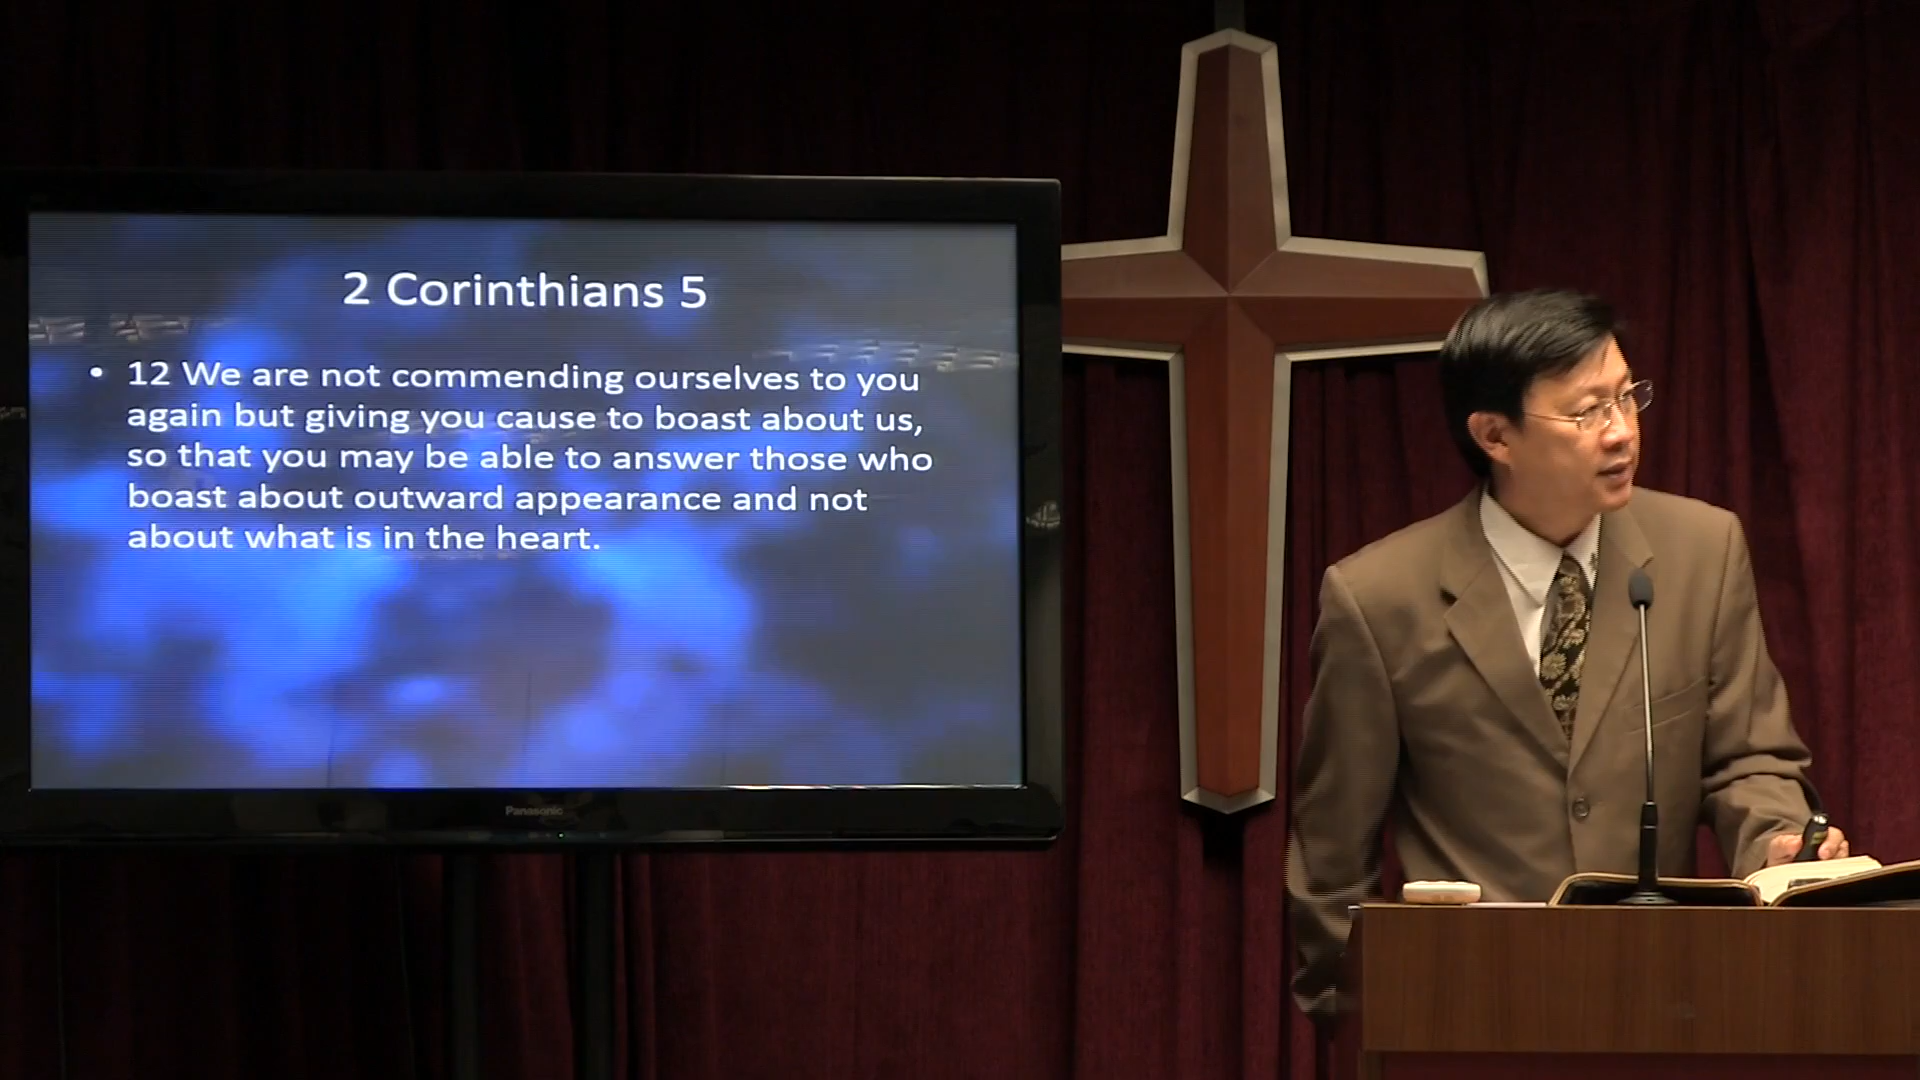 2 Corinthians 5
• 12 We are not commending ourselves to you
again but giving you cause to boast about us,
so that you may be able to answer those who
boast about outward appearance and not
about what is in the heart.
Panasonic